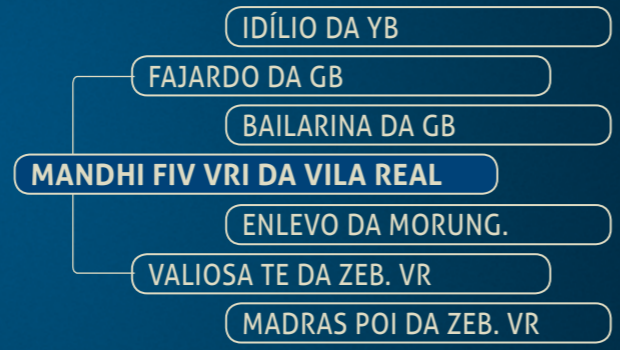 IDÍLIO DA YB
FAJARDO DA GB
BAILARINA DA GB
MANDHI FIV VRI DA VILA REAL
ENLEVO DA MORUNG.
VALIOSA TE DA ZEB. VR
MADRAS POI DA ZEB. VR